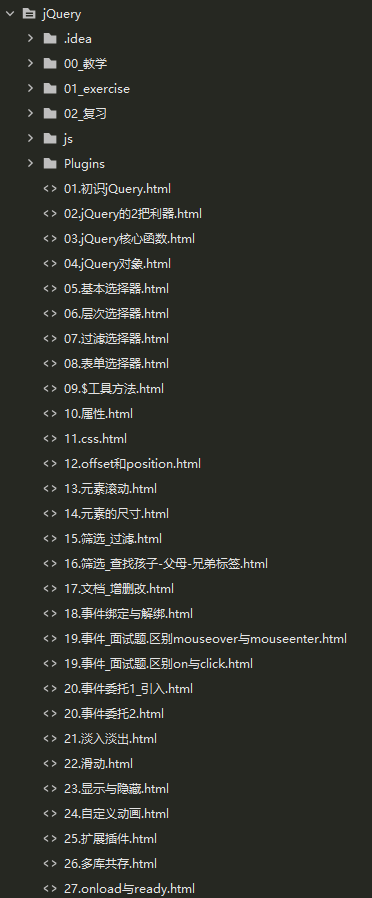 jQuery
.idea
00_教学
01_exercise
02_复习
js
Plugins
01.初识jQuery.html
02.jQuery的2把利器.html
03.jQuery核心函数.html
04.jQuery对象.html
05.基本选择器.html
06.层次选择器.html
07.过滤选择器.html
08.表单选择器.html
09.$工具方法.html
10.属性.html
11.css.html
12.offset和position.html
13.元素滚动.html
14.元素的尺寸.html
15.筛选_过滤.html
16.筛选_查找孩子-父母-兄弟标签.html
17.文档_增删改.html
18.事件绑定与解绑.html
19.事件_面试题.区别mouseover与mouseenter.html
19.事件_面试题.区别on与click.html
20.事件委托1_引入.html
20.事件委托2.html
21.淡入淡出.html
22.滑动.html
23.显示与隐藏.html
24.自定义动画.html
25.扩展插件.html
26.多库共存.html
27.onload与ready.html